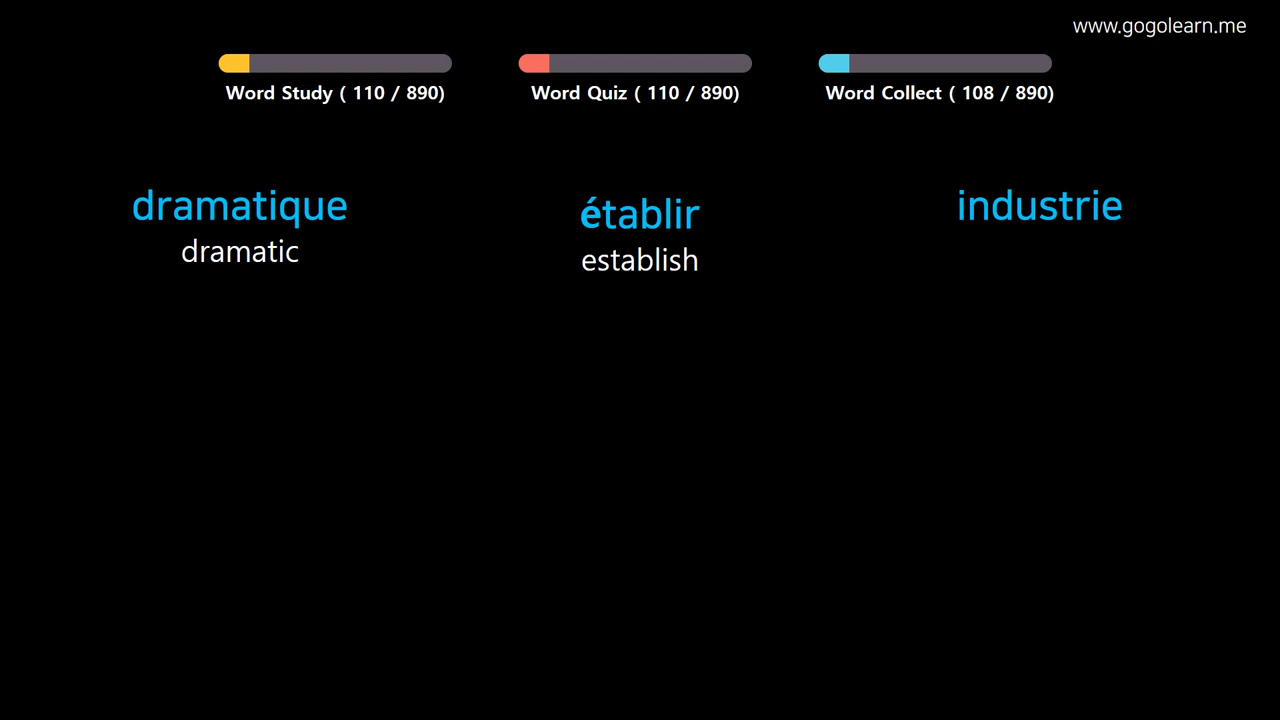 www.gogolearn.me
Word Study ( 110 / 890)
Word Quiz ( 110 / 890)
Word Collect ( 108 / 890)
dramatique
dramatic
établir
establish
industrie